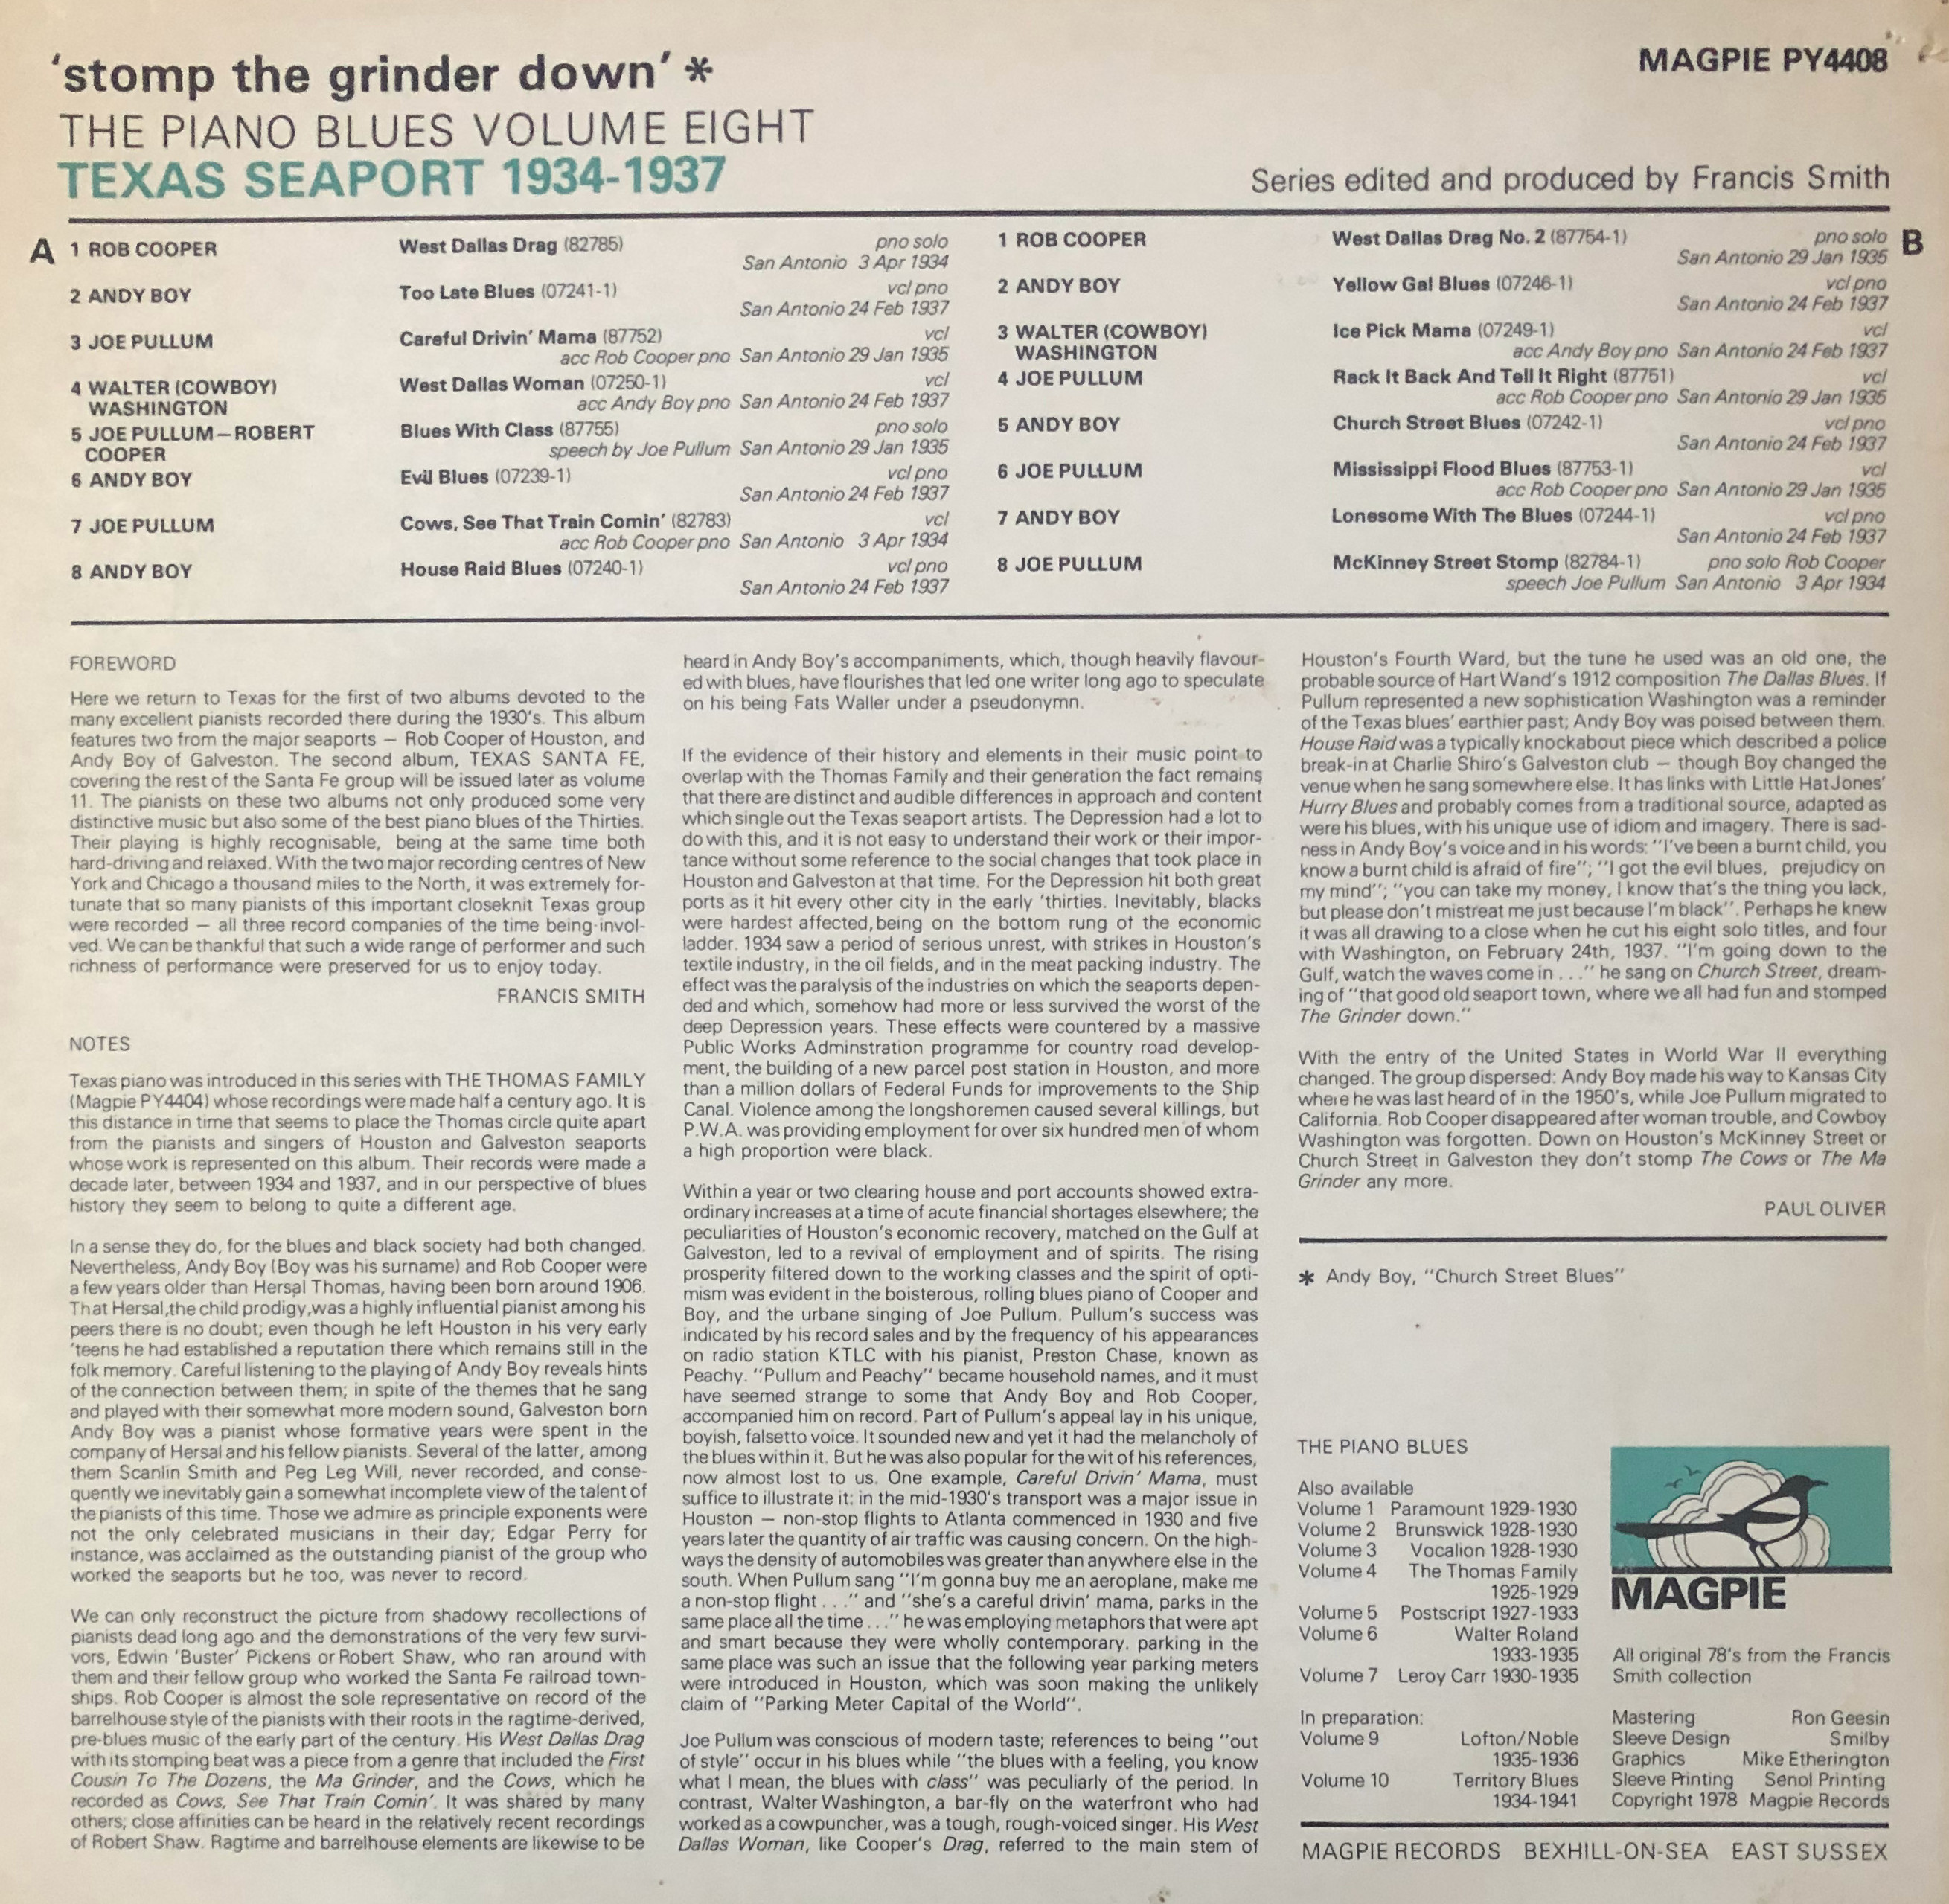 ‘stomp the grinder down’ *
MAGPIE PY4408
THE PIANO BLUES VOLUME EIGHT
TEXAS SEAPORT 1934-1937
Series edited and produced by Francis Smith
A
1 ROB COOPER West Dallas Drag (82785) pno solo
San Antonio 3 Apr 1934
2 ANDY BOY Too Late Blues (07241-1) vcl pno
San Antonio 24 Feb 1937
3 JOE PULLUM Careful Drivin’ Mama (87752) vcl
acc Rob Cooper pno San Antonio 29 Jan 1935
4 WALTER (COWBOY) West Dallas Woman (07250-1) vcl
WASHINGTON acc Andy Boy pno San Antonio 24 Feb 1937
5 JOE PULLUM—ROBERT Blues With Class (87755) pno solo
COOPER speech by Joe Pullum San Antonio 29 Jan 1935
6 ANDY BOY Evil Blues (07239-1) vcl pno
San Antonio 24 Feb 1937
7 JOE PULLUM Cows, See That Train Comin’ (82783) vcl
acc Rob Cooper pno San Antonio 3 Apr 1934
8 ANDY BOY House Raid Blues (07240-1) vcl pno
San Antonio 24 Feb 1937
B
1 ROB COOPER West Dallas Drag No. 2 (87754-1) pno solo
San Antonio 29 Jan 1935
2 ANDY BOY Yellow Gal Blues (07246-1) vcl pno
San Antonio 24 Feb 1937
3 WALTER (COWBOY) Ice Pick Mama (07249-1) vcl
WASHINGTON acc Andy Boy pno San Antonio 24 Feb 1937
4 JOE PULLUM Rack It Back And Tell It Right (87751) vcl
acc Rob Cooper pno San Antonio 29 Jan 1935
5 ANDY BOY Church Street Blues (07242-1) vcl pno
San Antonio 24 Feb 1937
6 JOE PULLUM Mississippi Flood Blues (87753-1) vcl
acc Rob Cooper pno San Antonio 29 Jan 1935
7 ANDY BOY Lonesome With The Blues (07244-1) vcl pno
San Antonio 24 Feb 1937
8 JOE PULLUM McKinney Street Stomp (82784-1) pno solo Rob Cooper
speech Joe Pullum San Antonio 3 Apr 1934
FOREWORD
Here we return to Texas for the first of two albums devoted to the
many excellent pianists recorded there during the 1930’s. This album
features two from the major seaports — Rob Cooper of Houston, and
Andy Boy of Galveston. The second album, TEXAS SANTA FE,
covering the rest of the Santa Fe group will be issued later as volume
11. The pianists on these two albums not only produced some very
distinctive music but also some of the best piano blues of the Thirties.
Their playing is highly recognisable, being at the same time both
hard-driving and relaxed. With the two major recording centres of New
York and Chicago a thousand miles to the North, it was extremely for-
tunate that so many pianists of this important closeknit Texas group
were recorded — all three record companies of the time being invol-
ved. We can be thankful that such a wide range of performer and such
richness of performance were preserved for us to enjoy today.
FRANCIS SMITH
NOTES
Texas piano was introduced in this series with THE THOMAS FAMILY
(Magpie PY4404) whose recordings were made half a century ago. It is
this distance in time that seems to place the Thomas circle quite apart
from the pianists and singers of Houston and Galveston seaports
whose work is represented on this album. Their records were made a
decade later, between 1934 and 1937, and in our perspective of blues
history they seem to belong to quite a different age.
In a sense they do, for the blues and black society had both changed.
Nevertheless, Andy Boy (Boy was his surname) and Rob Cooper were
a few years older than Hersal Thomas, having been born around 1906.
That Hersal,the child prodigy,was a highly influential pianist among his
peers there is no doubt; even though he left Houston in his very early
’teens he had established a reputation there which remains still in the
folk memory. Careful listening to the playing of Andy Boy reveals hints
of the connection between them; in spite of the themes that he sang
and played with their somewhat more modern sound, Galveston born
Andy Boy was a pianist whose formative years were spent in the
company of Hersal and his fellow pianists. Several of the latter, among
them Scanlin Smith and Peg Leg Will, never recorded, and conse-
quently we inevitably gain a somewhat incomplete view of the talent of
the pianists of this time. Those we admire as principle exponents were
not the only celebrated musicians in their day; Edgar Perry for
instance, was acclaimed as the outstanding pianist of the group who
worked the seaports but he too, was never to record.
We can only reconstruct the picture from shadowy recollections of
pianists dead long ago and the demonstrations of the very few survi-
vors, Edwin ‘Buster’ Pickens or Robert Shaw, who ran around with
them and their fellow group who worked the Santa Fe railroad town-
ships. Rob Cooper is almost the sole representative on record of the
barrelhouse style of the pianists with their roots in the ragtime-derived,
pre-blues music of the early part of the century. His West Dallas Drag
with its stomping beat was a piece from a genre that included the First
Cousin To The Dozens, the Ma Grinder, and the Cows, which he
recorded as Cows, See That Train Comin’. It was shared by many
others; close affinities can be heard in the relatively recent recordings
of Robert Shaw. Ragtime and barrelhouse elements are likewise to be
heard in Andy Boy’s accompaniments, which, though heavily flavour-
ed with blues, have flourishes that led one writer long ago to speculate
on his being Fats Waller under a pseudonymn.
If the evidence of their history and elements in their music point to
overlap with the Thomas Family and their generation the fact remains
that there are distinct and audible differences in approach and content
which single out the Texas seaport artists. The Depression had a lot to
do with this, and it is not easy to understand their work or their impor-
tance without some reference to the social changes that took place in
Houston and Galveston at that time. For the Depression hit both great
ports as it hit every other city in the early ’thirties. Inevitably, blacks
were hardest affected, being on the bottom rung of the economic
ladder. 1934 saw a period of serious unrest, with strikes in Houston’s
textile industry, in the oil fields, and in the meat packing industry. The
effect was the paralysis of the industries on which the seaports depen-
ded and which, somehow had more or less survived the worst of the
deep Depression years. These effects were countered by a massive
Public Works Adminstration programme for country road develop-
ment, the building of a new parcel post station in Houston, and more
than a million dollars of Federal Funds for improvements to the Ship
Canal. Violence among the longshoremen caused several killings, but
P.W.A. was providing employment for over six hundred men of whom
a high proportion were black.
Within a year or two clearing house and port accounts showed extra-
ordinary increases at a time of acute financial shortages elsewhere; the
peculiarities of Houston’s economic recovery, matched on the Gulf at
Galveston, led to a revival of employment and of spirits. The rising
prosperity filtered down to the working classes and the spirit of opti-
mism was evident in the boisterous, rolling blues piano of Cooper and
Boy, and the urbane singing of Joe Pullum. Pullum’s success was
indicated by his record sales and by the frequency of his appearances
on radio station KTLC with his pianist, Preston Chase, known as
Peachy. “Pullum and Peachy” became household names, and it must
have seemed strange to some that Andy Boy and Rob Cooper,
accompanied him on record. Part of Pullum’s appeal lay in his unique,
boyish, falsetto voice. It sounded new and yet it had the melancholy of
the blues within it. But he was also popular for the wit of his references,
now almost lost to us. One example, Careful Drivin’ Mama, must
suffice to illustrate it: in the mid-1930’s transport was a major issue in
Houston — non-stop flights to Atlanta commenced in 1930 and five
years later the quantity of air traffic was causing concern. On the high-
ways the density of automobiles was greater than anywhere else in the
south. When Pullum sang “I’m gonna buy me an aeroplane, make me
a non-stop flight . . .” and “she’s a careful drivin’ mama, parks in the
same place all the time . . .” he was employing metaphors that were apt
and smart because they were wholly contemporary. parking in the
same place was such an issue that the following year parking meters
were introduced in Houston, which was soon making the unlikely
claim of “Parking Meter Capital of the World”.
Joe Pullum was conscious of modern taste; references to being “out
of style” occur in his blues while “the blues with a feeling, you know
what I mean, the blues with class” was peculiarly of the period. In
contrast, Walter Washington, a bar-fly on the waterfront who had
worked as a cowpuncher, was a tough, rough-voiced singer. His West
Dallas Woman, like Cooper’s Drag, referred to the main stem of
Houston’s Fourth Ward, but the tune he used was an old one, the
probable source of Hart Wand’s 1912 composition The Dallas Blues. If
Pullum represented a new sophistication Washington was a reminder
of the Texas blues’ earthier past; Andy Boy was poised between them.
House Raid was a typically knockabout piece which described a police
break-in at Charlie Shiro’s Galveston club — though Boy changed the
venue when he sang somewhere else. It has links with Little Hat Jones’
Hurry Blues and probably comes from a traditional source, adapted as
were his blues, with his unique use of idiom and imagery. There is sad-
ness in Andy Boy’s voice and in his words: “I’ve been a burnt child, you
know a burnt child is afraid of fire”; “I got the evil blues, prejudicy on
my mind”; “you can take my money, I know that’s the thing you lack,
but please don’t mistreat me just because I’m black”. Perhaps he knew
it was all drawing to a close when he cut his eight solo titles, and four
with Washington, on February 24th, 1937. “I’m going down to the
Gulf, watch the waves come in . . .” he sang on Church Street, dream-
ing of “that good old seaport town, where we all had fun and stomped
The Grinder down.”
With the entry of the United States in World War II everything
changed. The group dispersed: Andy Boy made his way to Kansas City
where he was last heard of in the 1950’s, while Joe Pullum migrated to
California. Rob Cooper disappeared after woman trouble, and Cowboy
Washington was forgotten. Down on Houston’s McKinney Street or
Church Street in Galveston they don’t stomp The Cows or The Ma
Grinder any more.
PAUL OLIVER
* Andy Boy, “Church Street Blues”
THE PIANO BLUES
Also available
Volume 1 Paramount 1929-1930
Volume 2 Brunswick 1928-1930
Volume 3 Vocalion 1928-1930
Volume 4 The Thomas Family
1925-1929
Volume 5 Postscript 1927-1933
Volume 6 Walter Roland
1933-1935
Volume 7 Leroy Carr 1930-1935
In preparation:
Volume 9 Lofton/Noble
1935-1936
Volume 10 Territory Blues
1934-1941
MAGPIE
All original 78’s from the Francis
Smith collection
Mastering Ron Geesin
Sleeve Design Smilby
Graphics Mike Etherington
Sleeve Printing Senol Printing
Copyright 1978 Magpie Records
MAGPIE RECORDS BEXHILL-ON-SEA EAST SUSSEX